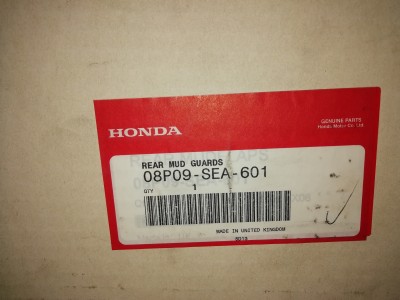 GENUINE PARTS
Honda Motor Co., Ltd.
HONDA
REAR MUD GUARDS
08P09-SEA-601
QTY 1
MADE IN UNITED KINGDOM